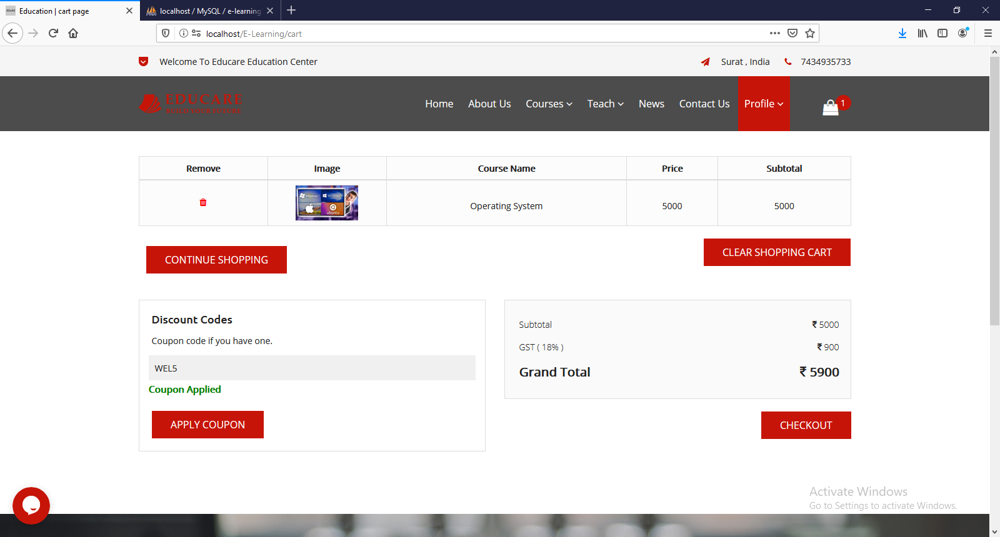 Education | cart page
localhost / MySQL / e-learning
localhost/E-Learning/cart
Welcome To Educare Education Center
Surat , India
7434935733
EDUCARE
BUILD YOUR FUTURE
Home
About Us
Courses
Teach
News
Contact Us
Profile
1
Remove
Image
Course Name
Price
Subtotal
ubuntu
Operating System
5000
5000
CONTINUE SHOPPING
CLEAR SHOPPING CART
Discount Codes
Coupon code if you have one.
WEL5
Coupon Applied
APPLY COUPON
Subtotal
₹ 5000
GST ( 18% )
₹ 900
Grand Total
₹ 5900
CHECKOUT
Activate Windows
Go to Settings to activate Windows.